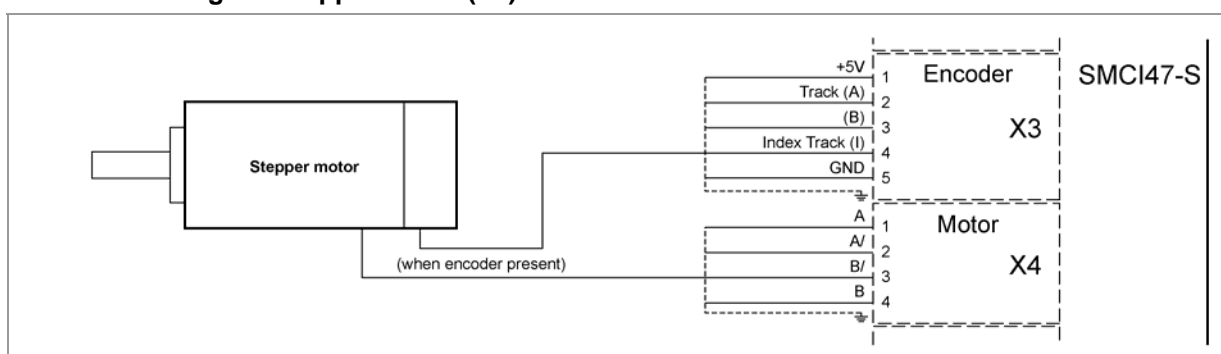 +5V
1
Encoder
SMCI47-S
Track (A)
2
(B)
3
X3
Index Track (I)
4
GND
5
Stepper motor
A
1
Motor
A/
2
(when encoder present)
B/
3
X4
B
4